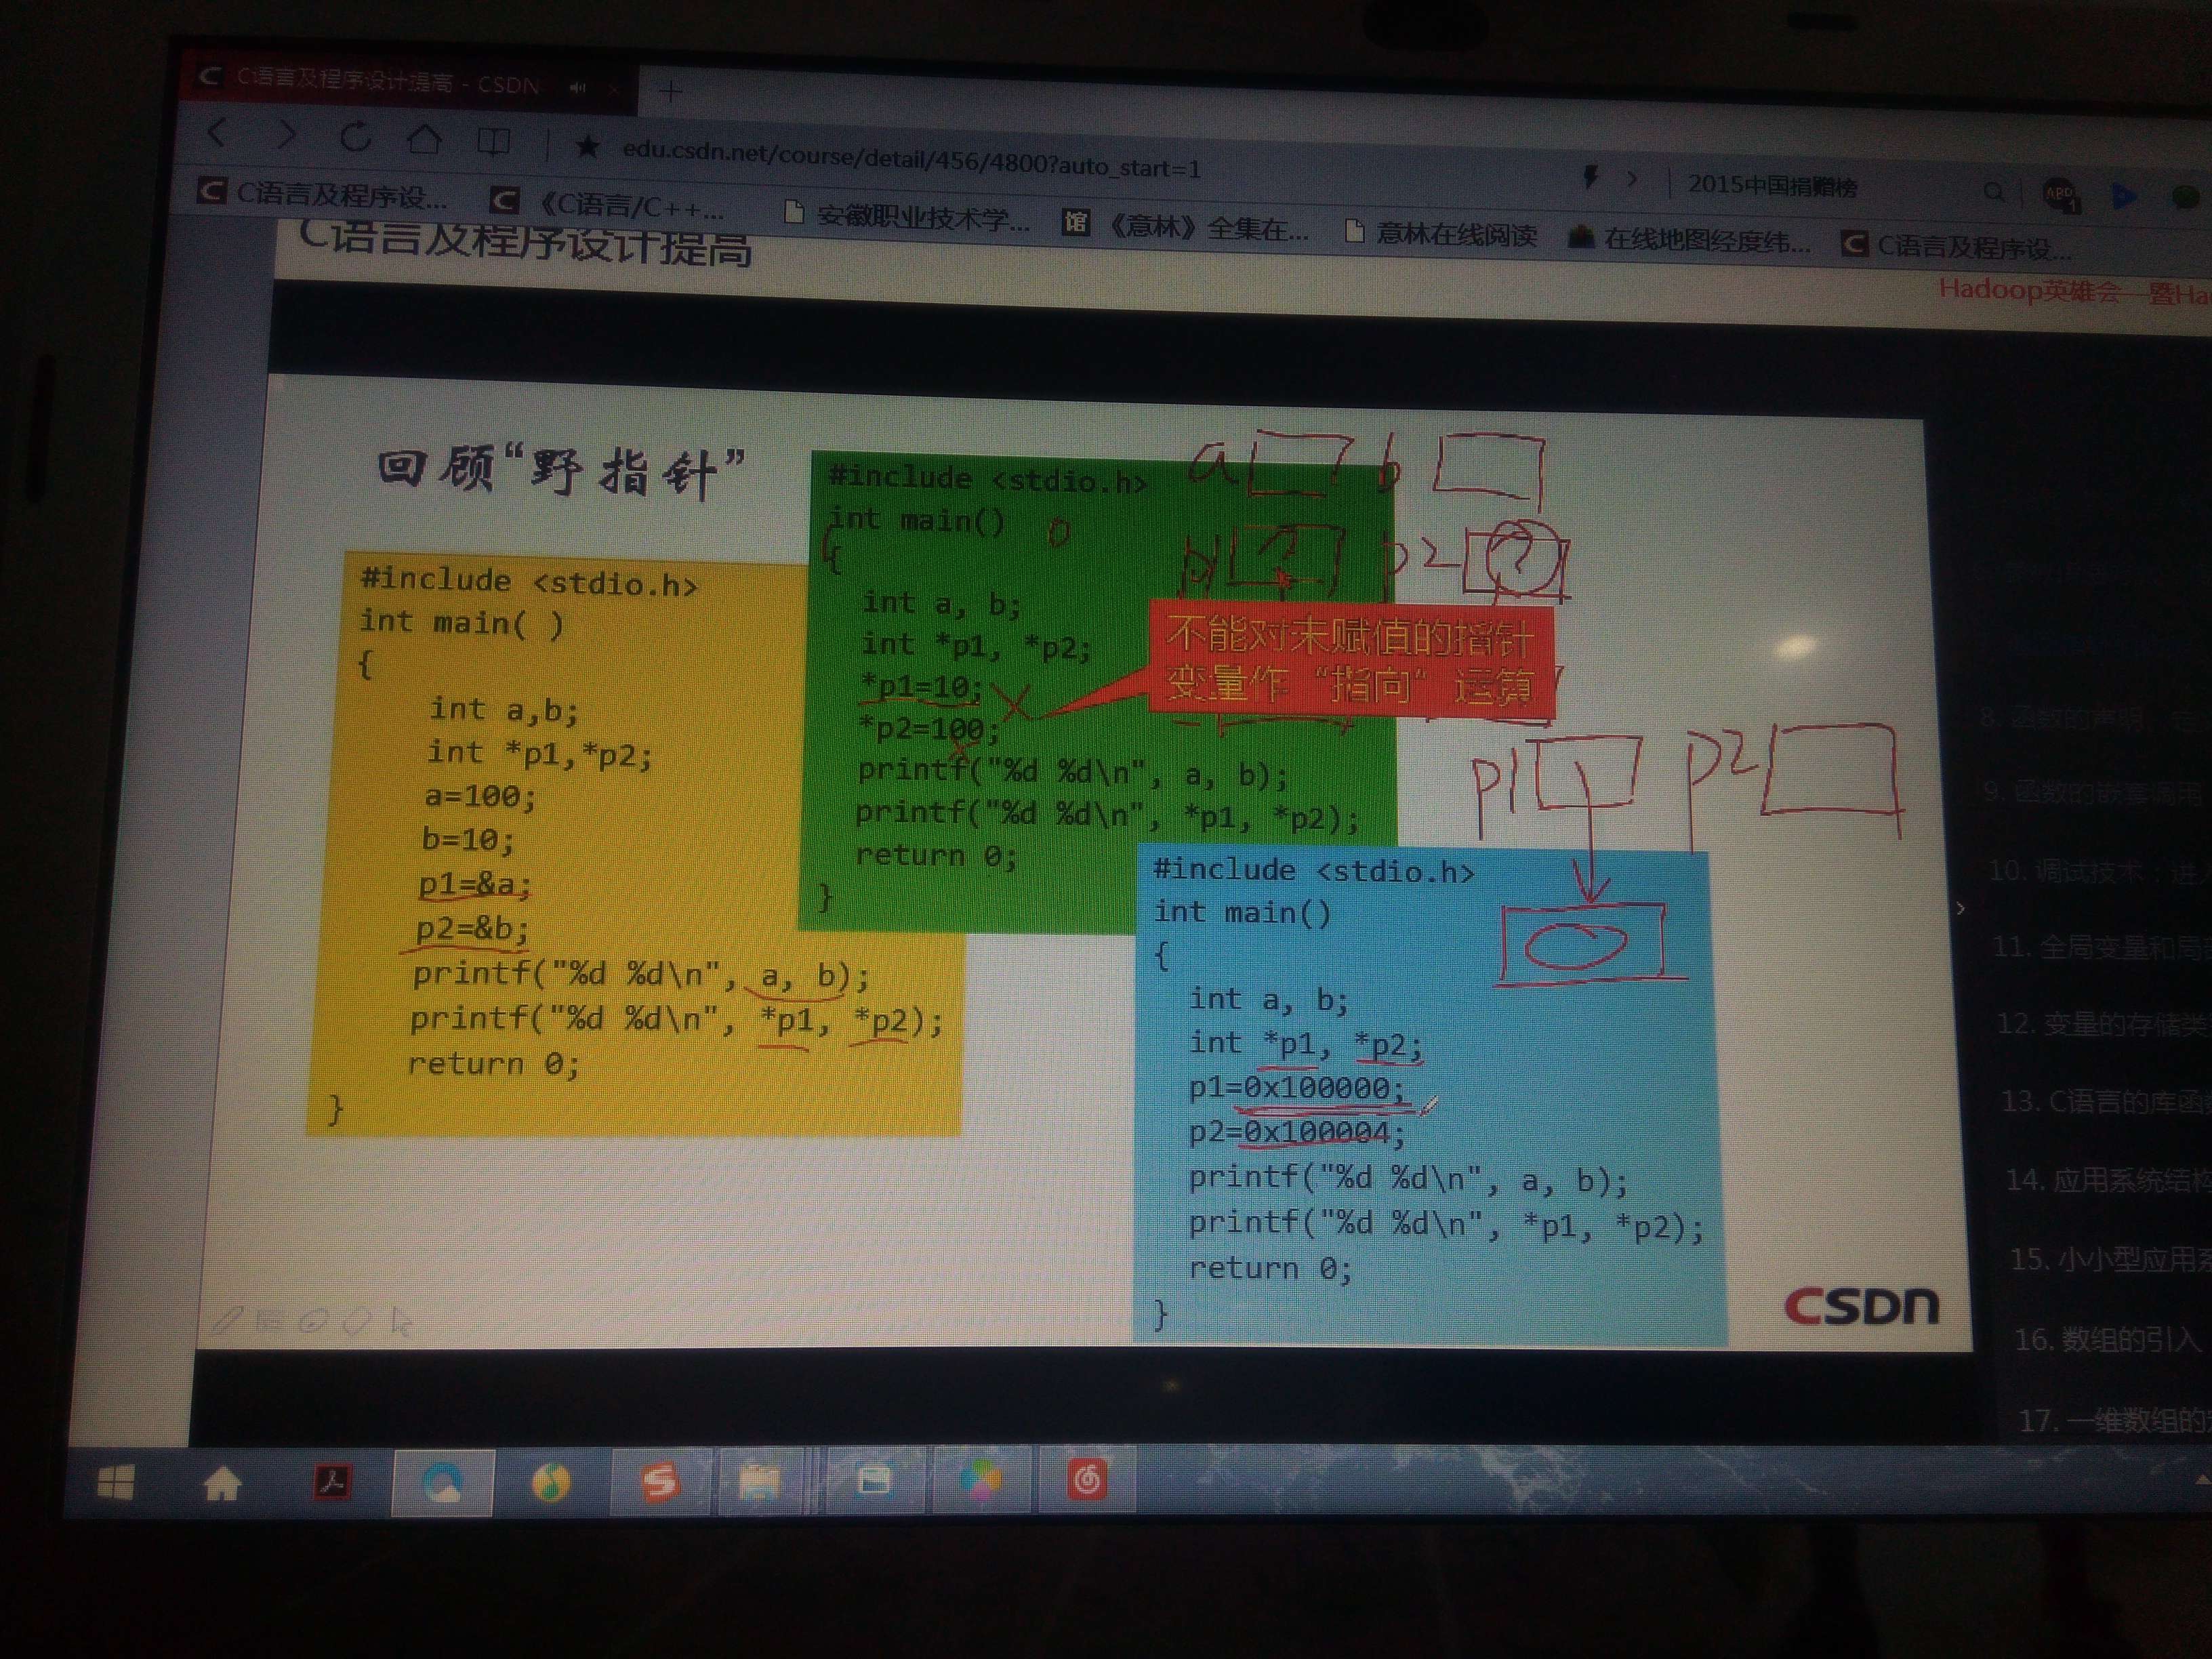 C语言及程序设计提高 - CSDN
edu.csdn.net/course/detail/456/4800?auto_start=1
2015中国捐赠榜
C语言及程序设...
《C语言/C++...
安徽职业技术学...
馆 《意林》全集在...
意林在线阅读
在线地图经度纬...
C语言及程序设...
C语言及程序设计提高
Hadoop英雄会 暨Ha
回顾“野指针”
#include <stdio.h>
int main( )
{
int a,b;
int *p1,*p2;
a=100;
b=10;
p1=&a;
p2=&b;
printf("%d %d\n", a, b);
printf("%d %d\n", *p1, *p2);
return 0;
}
#include <stdio.h>
int main()
{
int a, b;
int *p1, *p2;
*p1=10;
*p2=100;
printf("%d %d\n", a, b);
printf("%d %d\n", *p1, *p2);
return 0;
}
a b
p1 ? p2 ?
不能对未赋值的指针
变量作“指向”运算
p1 p2
#include <stdio.h>
int main()
{
int a, b;
int *p1, *p2;
p1=0x100000;
p2=0x100004;
printf("%d %d\n", a, b);
printf("%d %d\n", *p1, *p2);
return 0;
}
CSDN
8. 函数的声明
9. 函数的嵌套调用
10. 调试技术：进入
11. 全局变量和局
12. 变量的存储类
13. C语言的库函
14. 应用系统结构
15. 小小型应用系
16. 数组的引入
17. 一维数组的